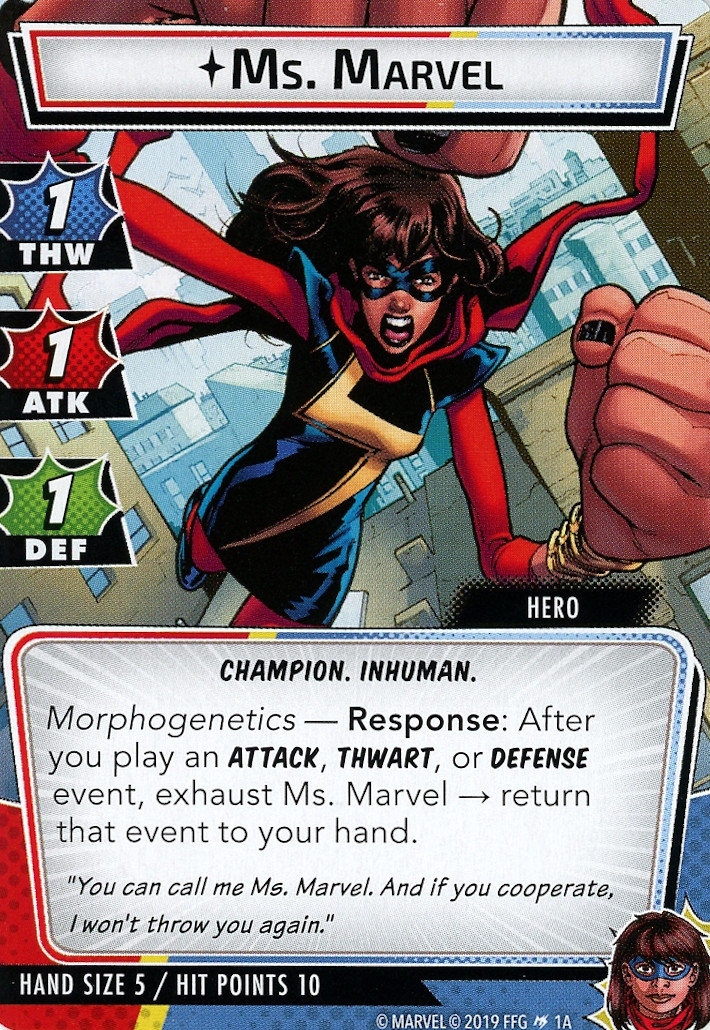 Ms. Marvel
1
THW
1
ATK
1
DEF
HERO
CHAMPION. INHUMAN.
Morphogenetics — Response: After
you play an ATTACK, THWART, or DEFENSE
event, exhaust Ms. Marvel → return
that event to your hand.
"You can call me Ms. Marvel. And if you cooperate,
I won't throw you again."
HAND SIZE 5 / HIT POINTS 10
© MARVEL © 2019 FFG 1A